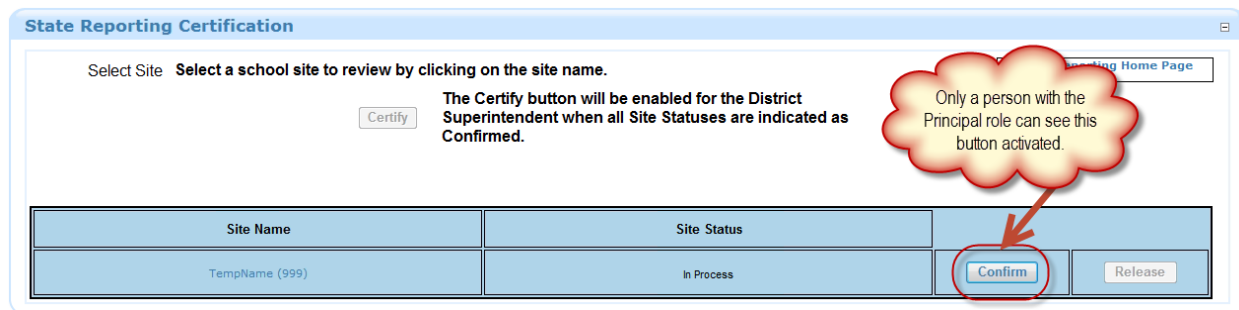 State Reporting Certification
Select Site Select a school site to review by clicking on the site name.
Home Page
Certify
The Certify button will be enabled for the District
Superintendent when all Site Statuses are indicated as
Confirmed.
Only a person with the
Principal role can see this
button activated.
Site Name Site Status
TempName (999) In Process Confirm Release